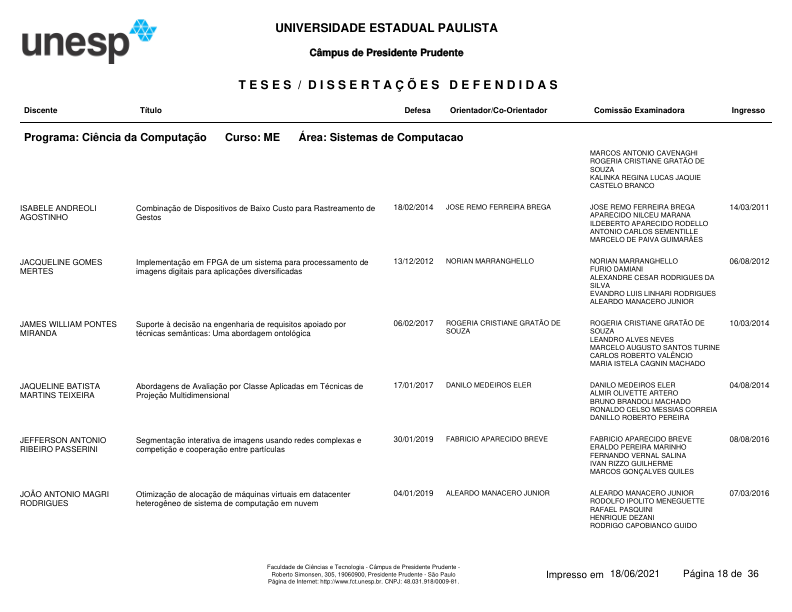 unesp
UNIVERSIDADE ESTADUAL PAULISTA
Câmpus de Presidente Prudente
TESES / DISSERTAÇÕES DEFENDIDAS
Discente Título Defesa Orientador/Co-Orientador Comissão Examinadora Ingresso
Programa: Ciência da Computação Curso: ME Área: Sistemas de Computacao
MARCOS ANTONIO CAVENAGHI
ROGERIA CRISTIANE GRATÃO DE
SOUZA
KALINKA REGINA LUCAS JAQUIE
CASTELO BRANCO
ISABELE ANDREOLI Combinação de Dispositivos de Baixo Custo para Rastreamento de 18/02/2014 JOSE REMO FERREIRA BREGA JOSE REMO FERREIRA BREGA 14/03/2011
AGOSTINHO Gestos APARECIDO NILCEU MARANA
ILDEBERTO APARECIDO RODELLO
ANTONIO CARLOS SEMENTILLE
MARCELO DE PAIVA GUIMARÃES
JACQUELINE GOMES Implementação em FPGA de um sistema para processamento de 13/12/2012 NORIAN MARRANGHELLO NORIAN MARRANGHELLO 06/08/2012
MERTES imagens digitais para aplicações diversificadas FURIO DAMIANI
ALEXANDRE CESAR RODRIGUES DA
SILVA
EVANDRO LUIS LINHARI RODRIGUES
ALEARDO MANACERO JUNIOR
JAMES WILLIAM PONTES Suporte à decisão na engenharia de requisitos apoiado por 06/02/2017 ROGERIA CRISTIANE GRATÃO DE ROGERIA CRISTIANE GRATÃO DE 10/03/2014
MIRANDA técnicas semânticas: Uma abordagem ontológica SOUZA SOUZA
LEANDRO ALVES NEVES
MARCELO AUGUSTO SANTOS TURINE
CARLOS ROBERTO VALÊNCIO
MARIA ISTELA CAGNIN MACHADO
JAQUELINE BATISTA Abordagens de Avaliação por Classe Aplicadas em Técnicas de 17/01/2017 DANILO MEDEIROS ELER DANILO MEDEIROS ELER 04/08/2014
MARTINS TEIXEIRA Projeção Multidimensional ALMIR OLIVETTE ARTERO
BRUNO BRANDOLI MACHADO
RONALDO CELSO MESSIAS CORREIA
DANILLO ROBERTO PEREIRA
JEFFERSON ANTONIO Segmentação interativa de imagens usando redes complexas e 30/01/2019 FABRICIO APARECIDO BREVE FABRICIO APARECIDO BREVE 08/08/2016
RIBEIRO PASSERINI competição e cooperação entre partículas ERALDO PEREIRA MARINHO
FERNANDO VERNAL SALINA
IVAN RIZZO GUILHERME
MARCOS GONÇALVES QUILES
JOÃO ANTONIO MAGRI Otimização de alocação de máquinas virtuais em datacenter 04/01/2019 ALEARDO MANACERO JUNIOR ALEARDO MANACERO JUNIOR 07/03/2016
RODRIGUES heterogêneo de sistema de computação em nuvem RODOLFO IPOLITO MENEGUETTE
RAFAEL PASQUINI
HENRIQUE DEZANI
RODRIGO CAPOBIANCO GUIDO
Faculdade de Ciências e Tecnologia - Câmpus de Presidente Prudente -
Roberto Simonsen, 305, 19060900, Presidente Prudente - São Paulo
Página de Internet: http://www.fct.unesp.br. CNPJ: 48.031.918/0009-81.
Impresso em 18/06/2021 Página 18 de 36